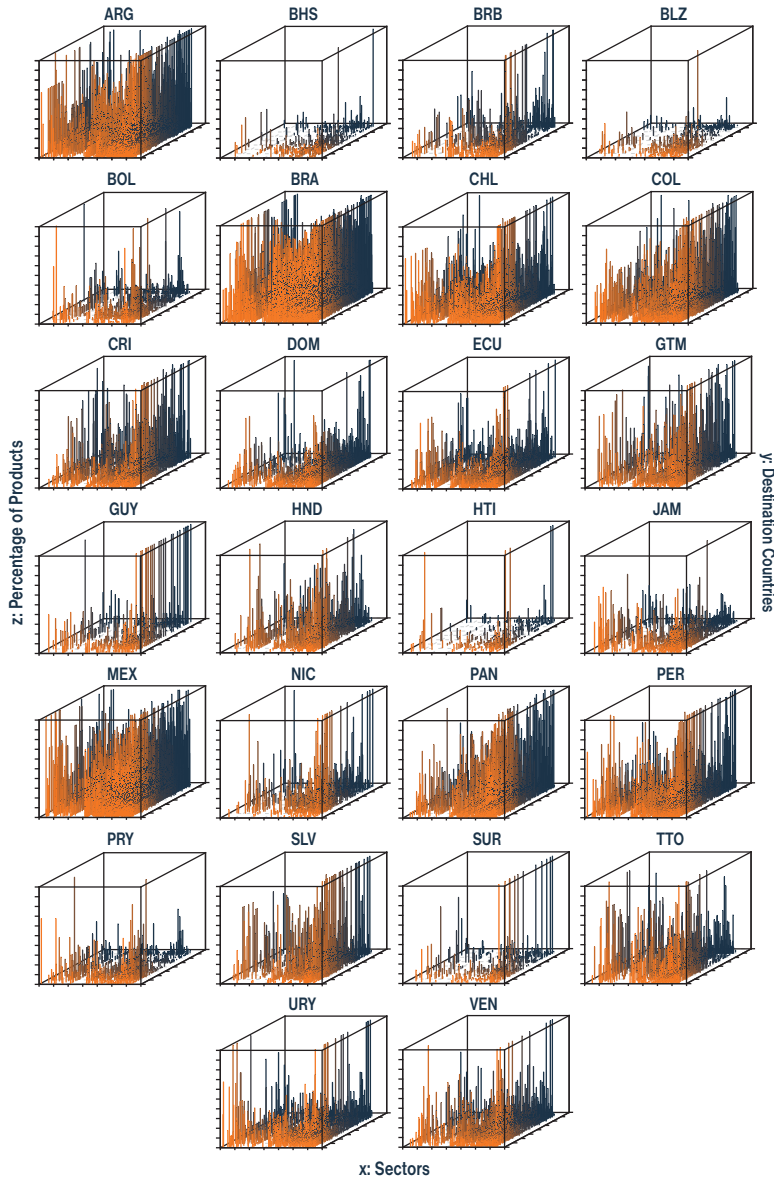 ARG BHS BRB BLZ
BOL BRA CHL COL
CRI DOM ECU GTM
z: Percentage of Products
y: Destination Countries
GUY HND HTI JAM
MEX NIC PAN PER
PRY SLV SUR TTO
URY VEN
x: Sectors